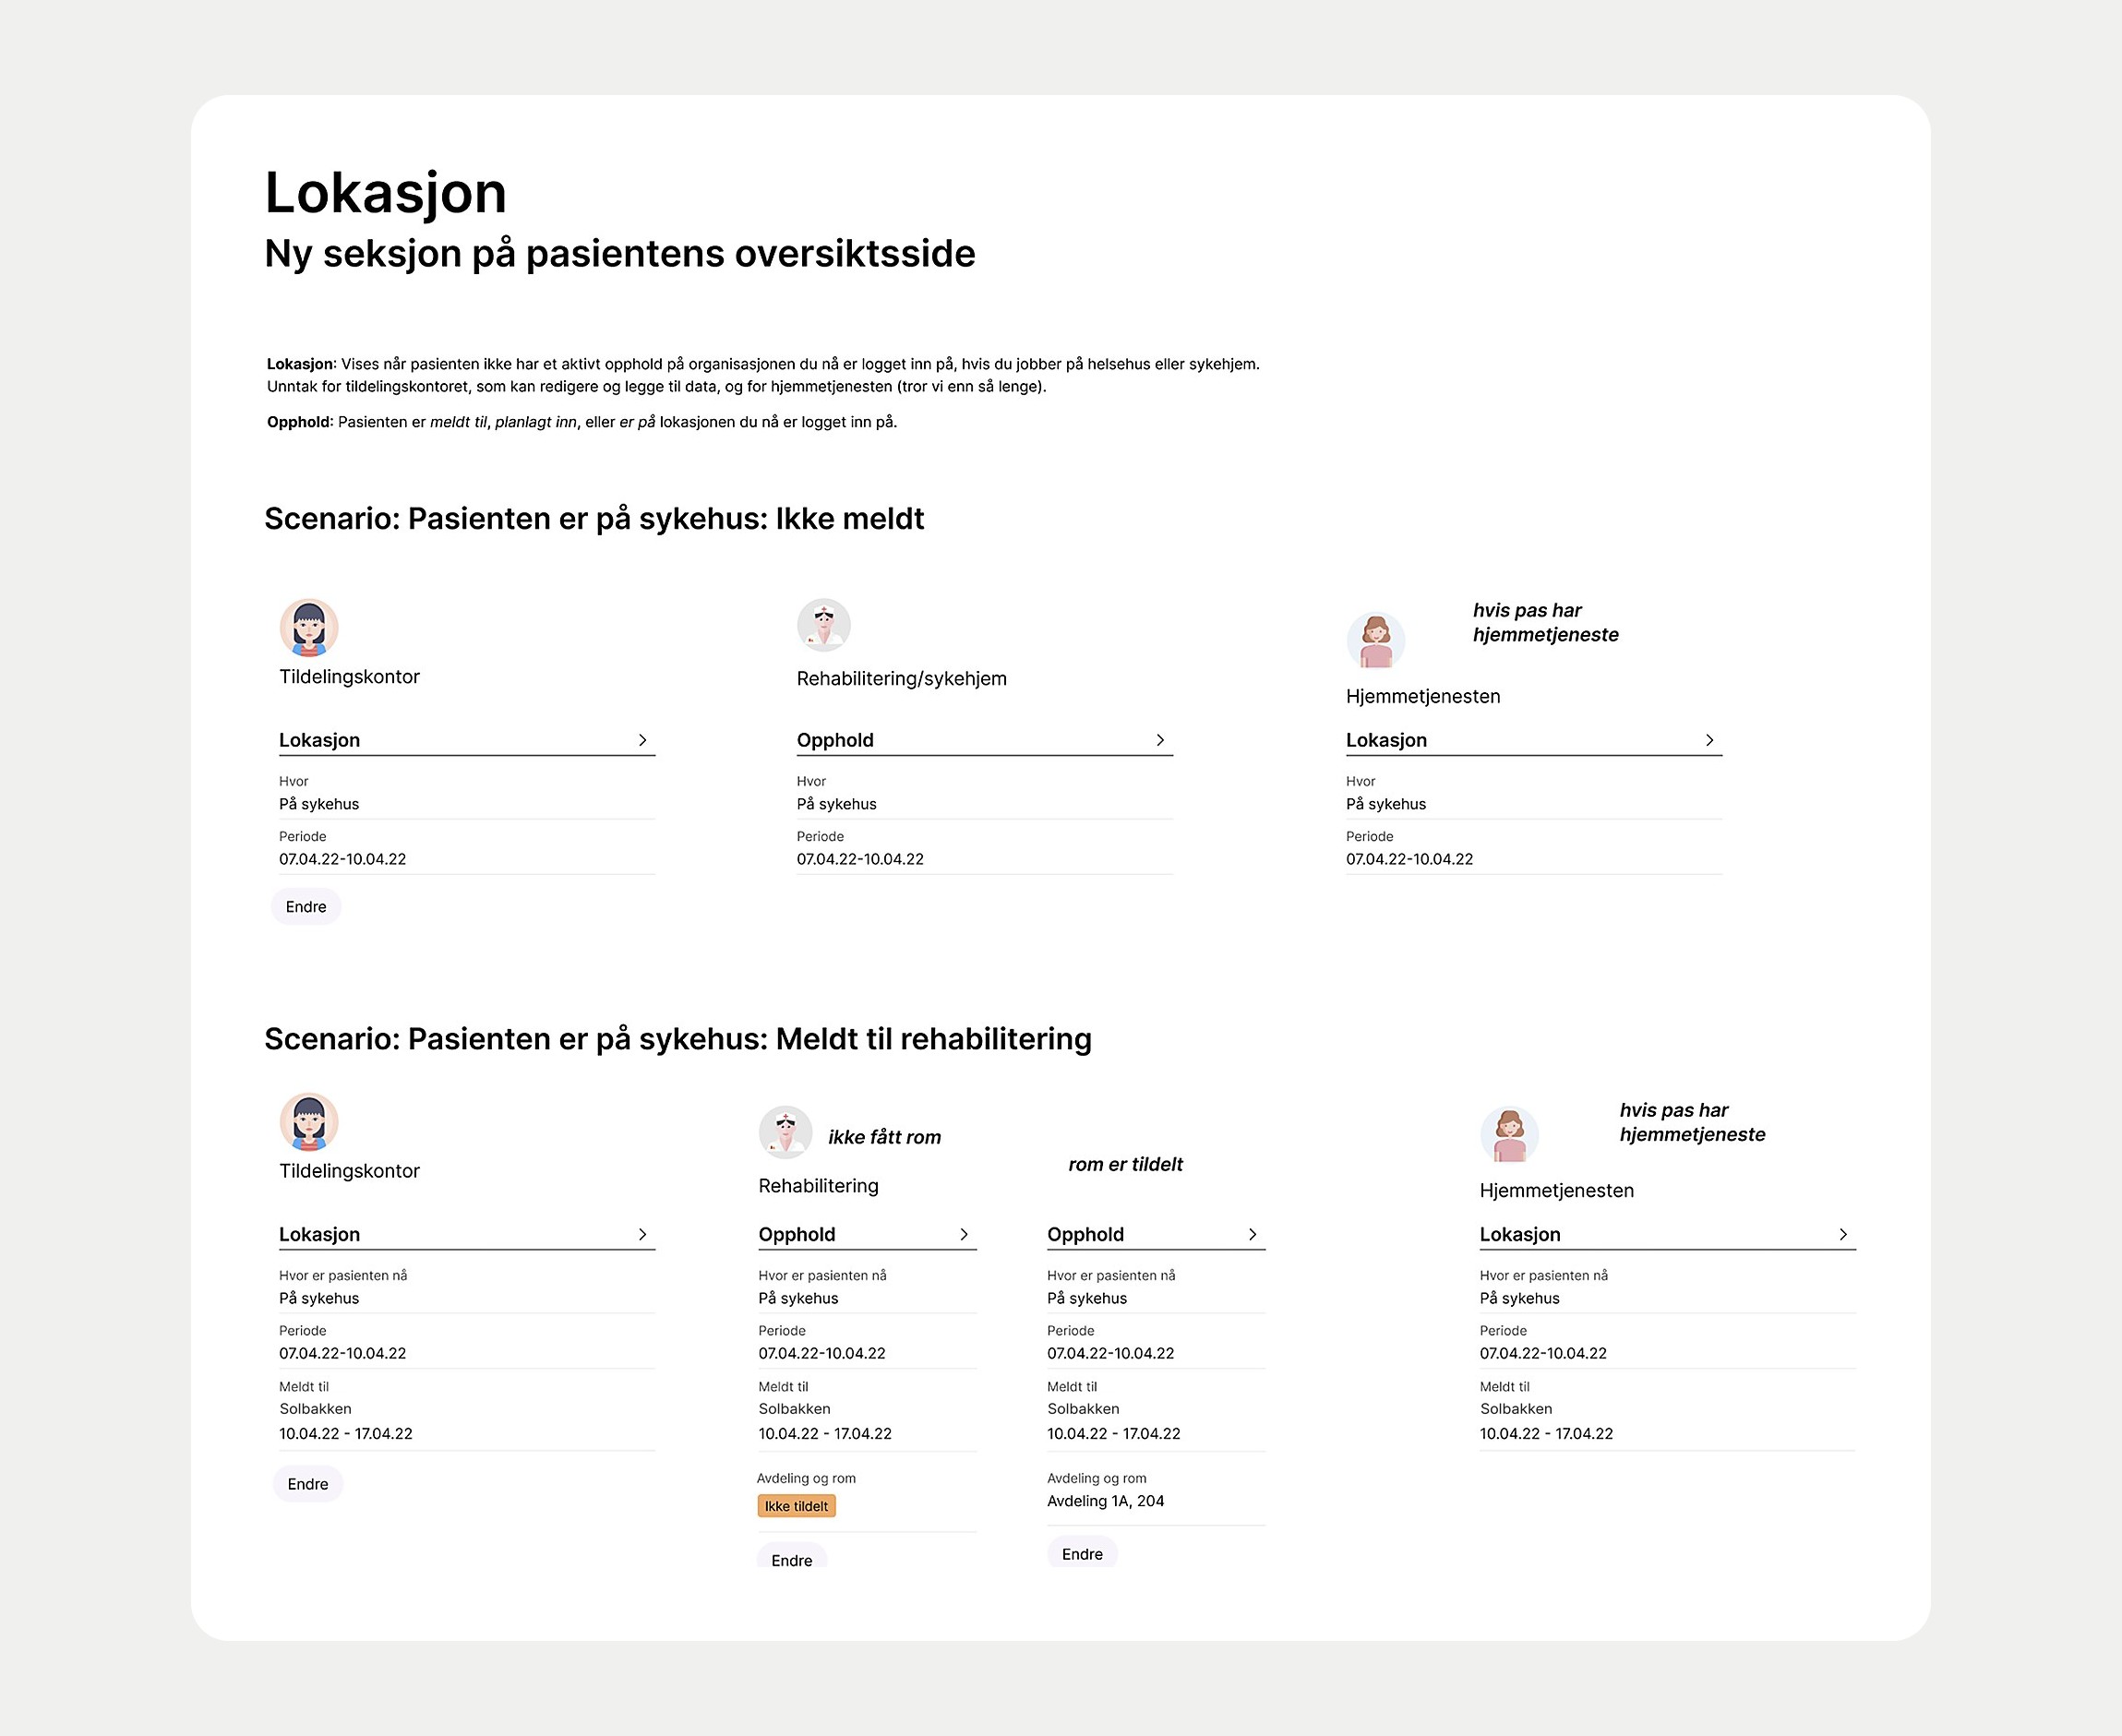 Lokasjon
Ny seksjon på pasientens oversiktsside
Lokasjon: Vises når pasienten ikke har et aktivt opphold på organisasjonen du nå er logget inn på, hvis du jobber på helsehus eller sykehjem.
Unntak for tildelingskontoret, som kan redigere og legge til data, og for hjemmetjenesten (tror vi enn så lenge).
Opphold: Pasienten er meldt til, planlagt inn, eller er på lokasjonen du nå er logget inn på.
Scenario: Pasienten er på sykehus: Ikke meldt
Tildelingskontor
Lokasjon
Hvor
På sykehus
Periode
07.04.22-10.04.22
Endre
Rehabilitering/sykehjem
Opphold
Hvor
På sykehus
Periode
07.04.22-10.04.22
hvis pas har
hjemmetjeneste
Hjemmetjenesten
Lokasjon
Hvor
På sykehus
Periode
07.04.22-10.04.22
Scenario: Pasienten er på sykehus: Meldt til rehabilitering
Tildelingskontor
Lokasjon
Hvor er pasienten nå
På sykehus
Periode
07.04.22-10.04.22
Meldt til
Solbakken
10.04.22 - 17.04.22
Endre
ikke fått rom
Rehabilitering
Opphold
Hvor er pasienten nå
På sykehus
Periode
07.04.22-10.04.22
Meldt til
Solbakken
10.04.22 - 17.04.22
Avdeling og rom
Ikke tildelt
Endre
rom er tildelt
Opphold
Hvor er pasienten nå
På sykehus
Periode
07.04.22-10.04.22
Meldt til
Solbakken
10.04.22 - 17.04.22
Avdeling og rom
Avdeling 1A, 204
Endre
hvis pas har
hjemmetjeneste
Hjemmetjenesten
Lokasjon
Hvor er pasienten nå
På sykehus
Periode
07.04.22-10.04.22
Meldt til
Solbakken
10.04.22 - 17.04.22